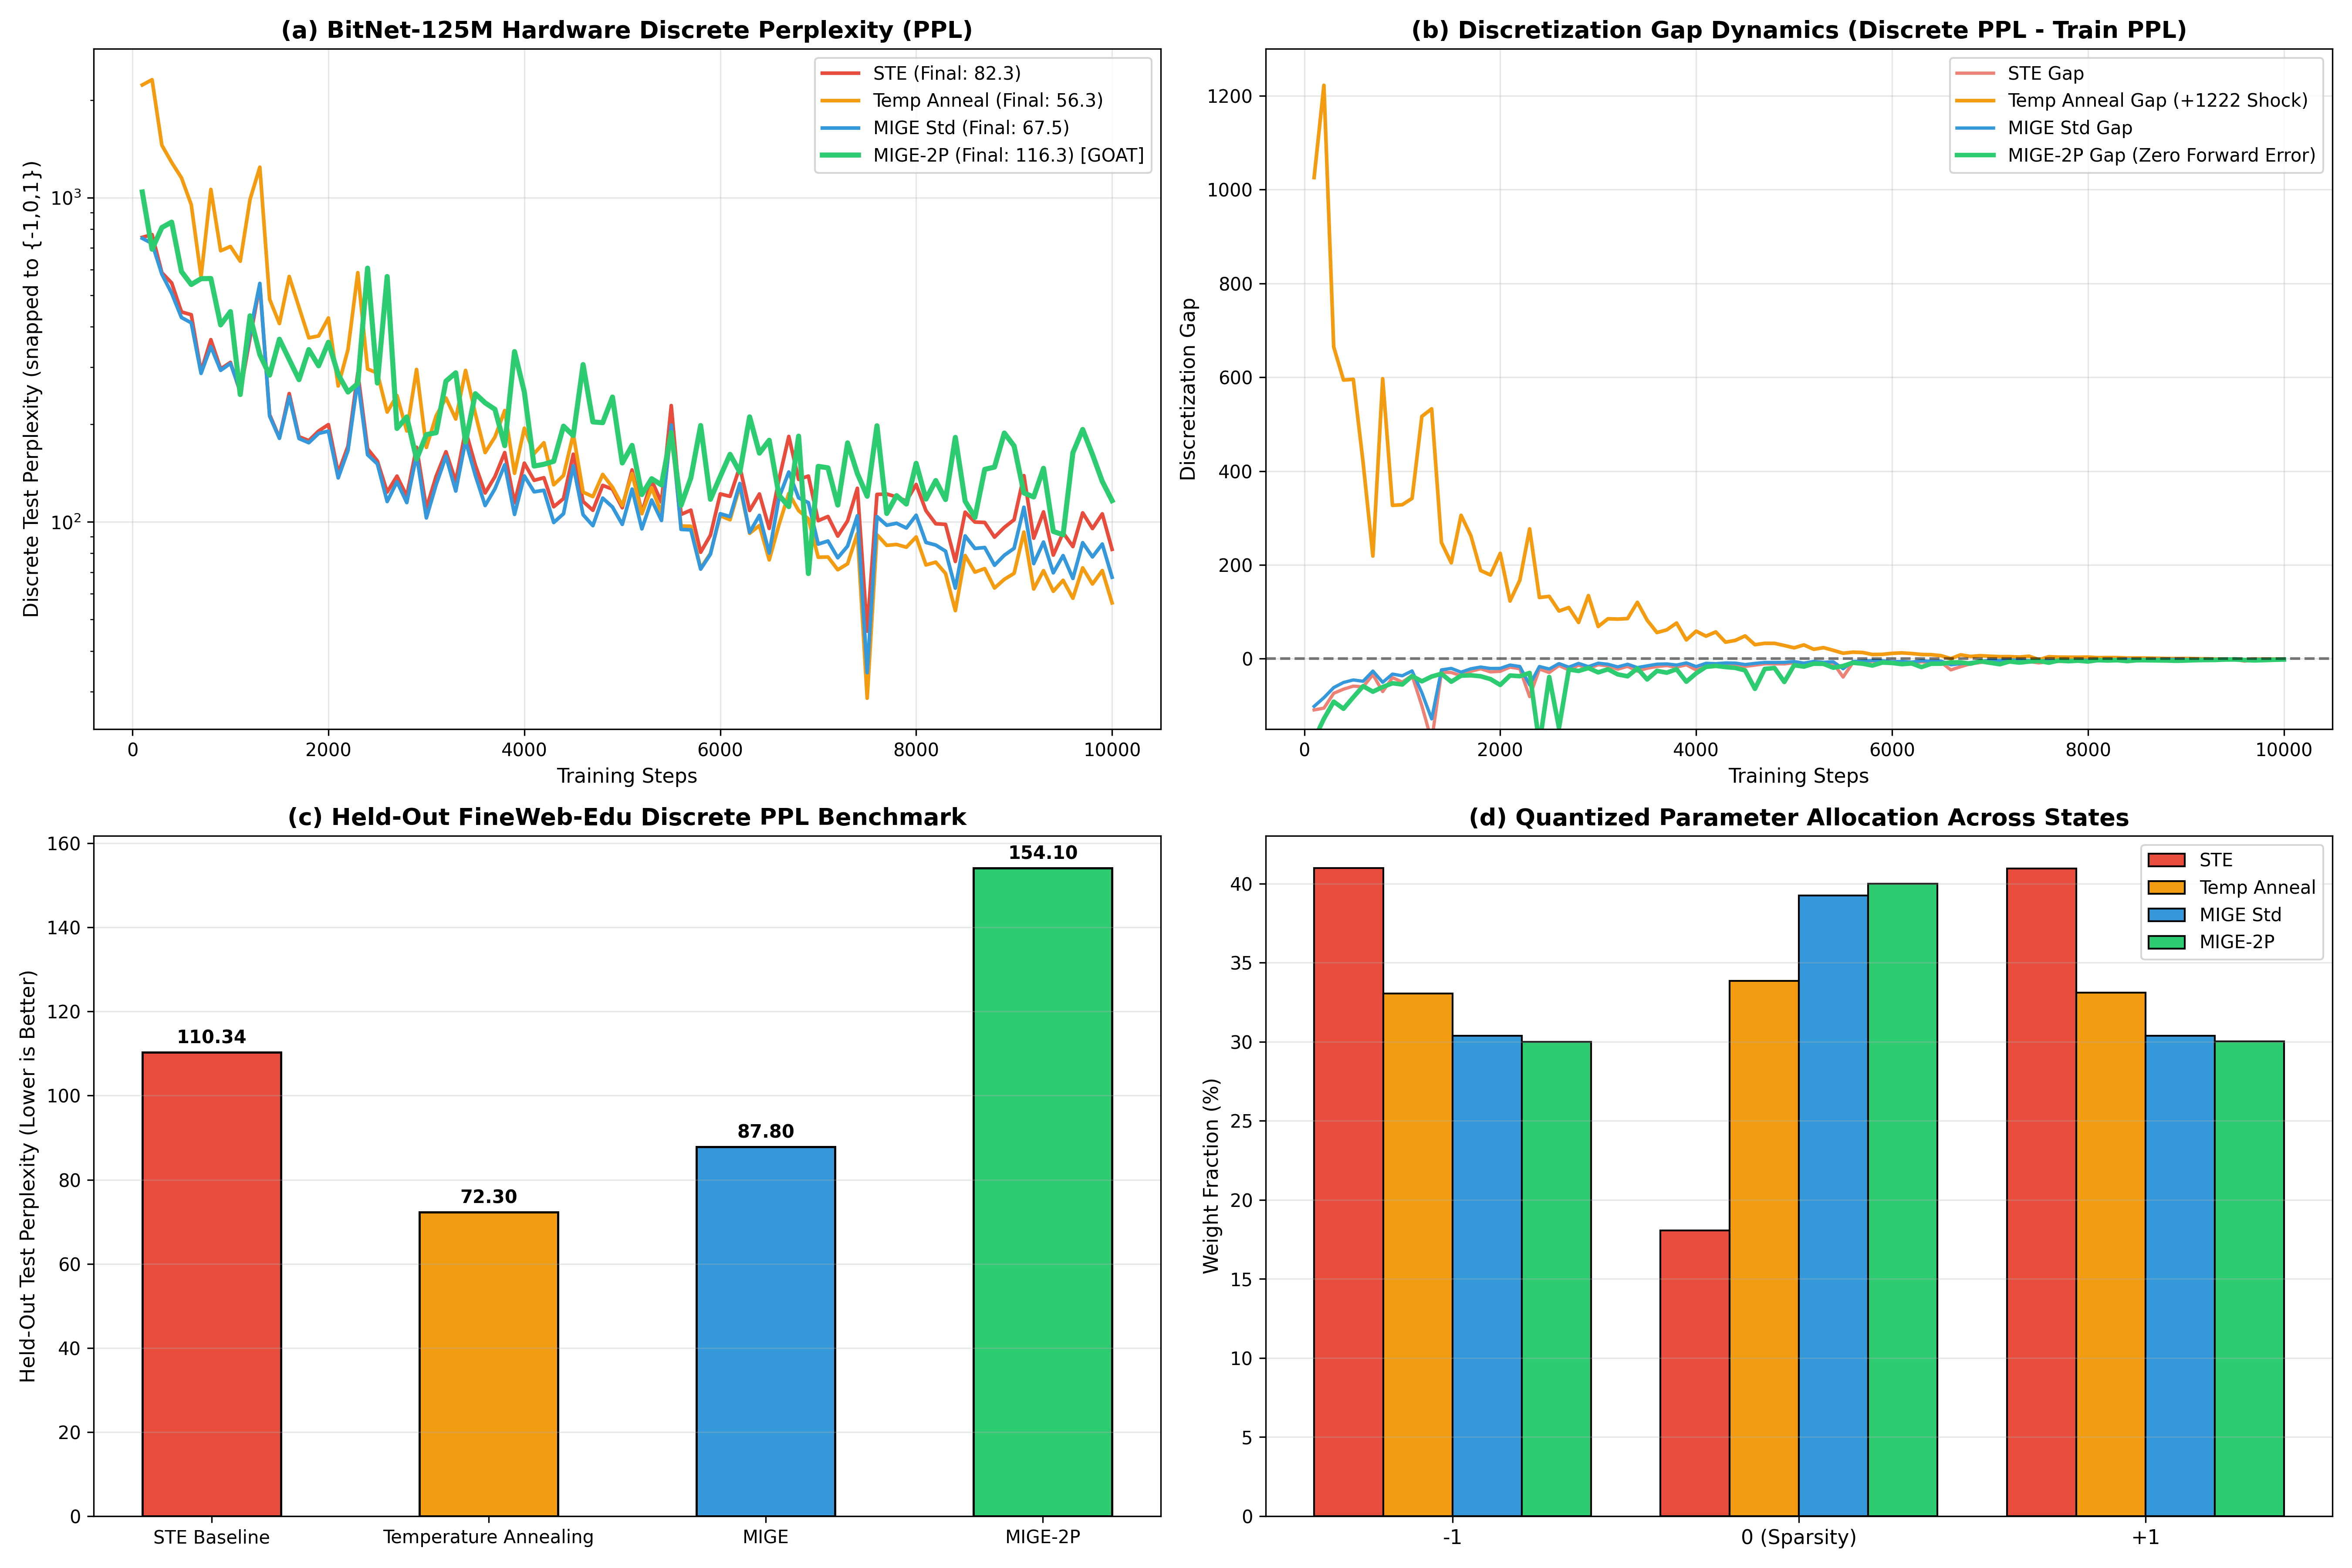 (a) BitNet-125M Hardware Discrete Perplexity (PPL)
Discrete Test Perplexity (snapped to {-1,0,1})
10³
10²
STE (Final: 82.3)
Temp Anneal (Final: 56.3)
MIGE Std (Final: 67.5)
MIGE-2P (Final: 116.3) [GOAT]
0 2000 4000 6000 8000 10000
Training Steps
(b) Discretization Gap Dynamics (Discrete PPL - Train PPL)
Discretization Gap
1200
1000
800
600
400
200
0
STE Gap
Temp Anneal Gap (+1222 Shock)
MIGE Std Gap
MIGE-2P Gap (Zero Forward Error)
0 2000 4000 6000 8000 10000
Training Steps
(c) Held-Out FineWeb-Edu Discrete PPL Benchmark
Held-Out Test Perplexity (Lower is Better)
160
140
120
100
80
60
40
20
0
110.34
72.30
87.80
154.10
STE Baseline Temperature Annealing MIGE MIGE-2P
(d) Quantized Parameter Allocation Across States
Weight Fraction (%)
40
35
30
25
20
15
10
5
0
STE
Temp Anneal
MIGE Std
MIGE-2P
-1 0 (Sparsity) +1